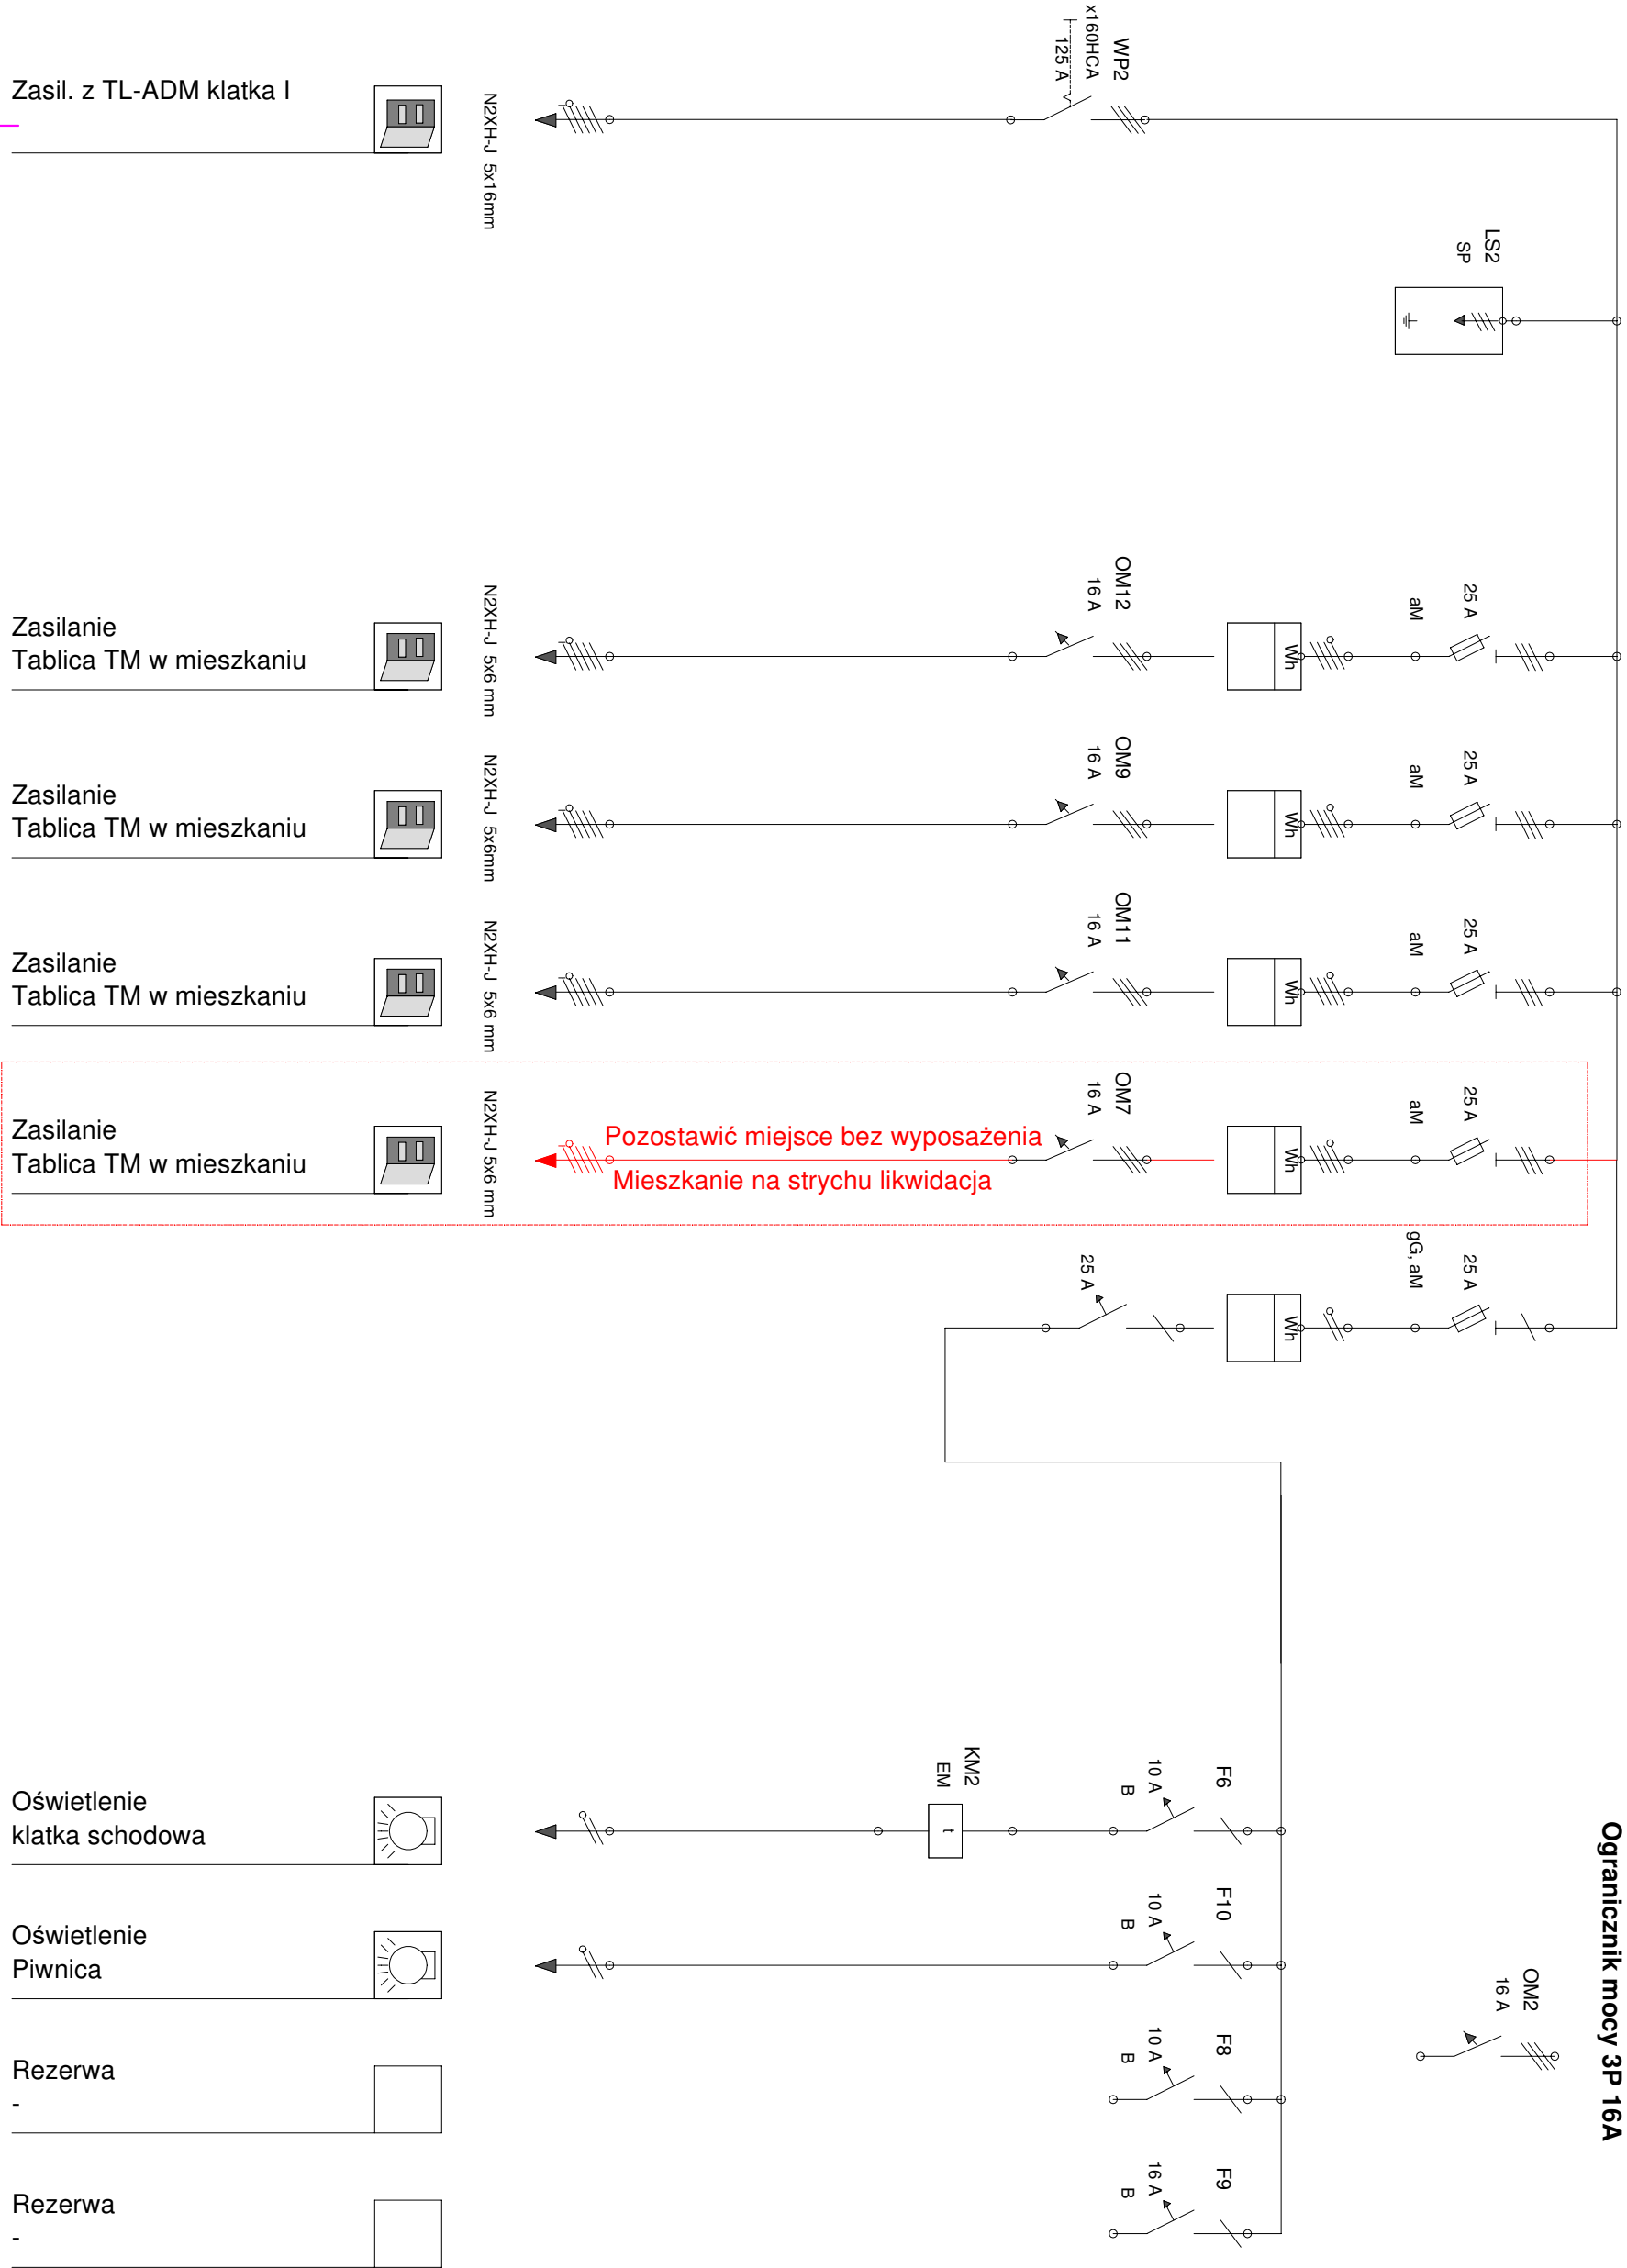 Zasil. z TL-ADM klatka I
N2XH-J 5x16mm
WP2
x160HCA
125 A
LS2
SP
Zasilanie
Tablica TM w mieszkaniu
N2XH-J 5x6 mm
OM12
16 A
Wh
25 A
aM
Zasilanie
Tablica TM w mieszkaniu
N2XH-J 5x6mm
OM9
16 A
Wh
25 A
aM
Zasilanie
Tablica TM w mieszkaniu
N2XH-J 5x6 mm
OM11
16 A
Wh
25 A
aM
Zasilanie
Tablica TM w mieszkaniu
N2XH-J 5x6 mm
Pozostawić miejsce bez wyposażenia
Mieszkanie na strychu likwidacja
OM7
16 A
Wh
25 A
aM
25 A
Wh
25 A
gG, aM
Oświetlenie
klatka schodowa
KM2
EM
t
F6
10 A
B
Oświetlenie
Piwnica
F10
10 A
B
Rezerwa
-
F8
10 A
B
Rezerwa
-
F9
16 A
B
OM2
16 A
Ogranicznik mocy 3P 16A